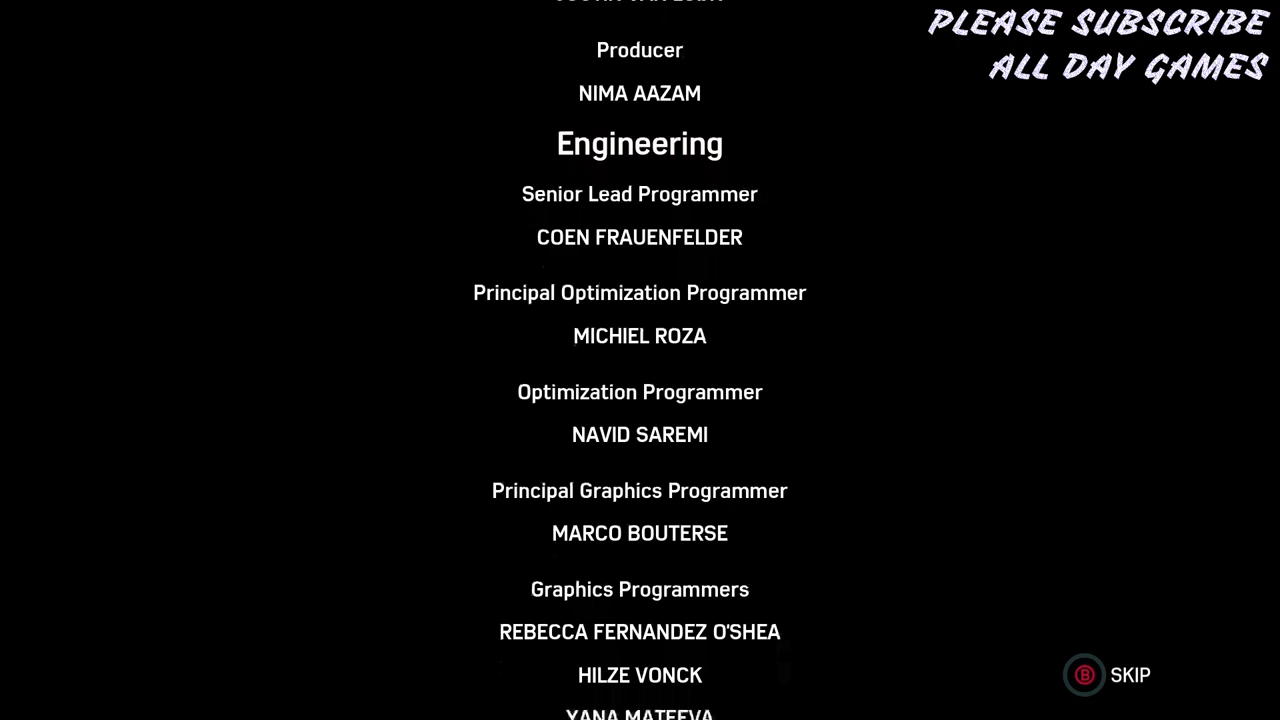 PLEASE SUBSCRIBE
ALL DAY GAMES
Producer
NIMA AAZAM
Engineering
Senior Lead Programmer
COEN FRAUENFELDER
Principal Optimization Programmer
MICHIEL ROZA
Optimization Programmer
NAVID SAREMI
Principal Graphics Programmer
MARCO BOUTERSE
Graphics Programmers
REBECCA FERNANDEZ O'SHEA
HILZE VONCK
YANA MATEEVA
B SKIP